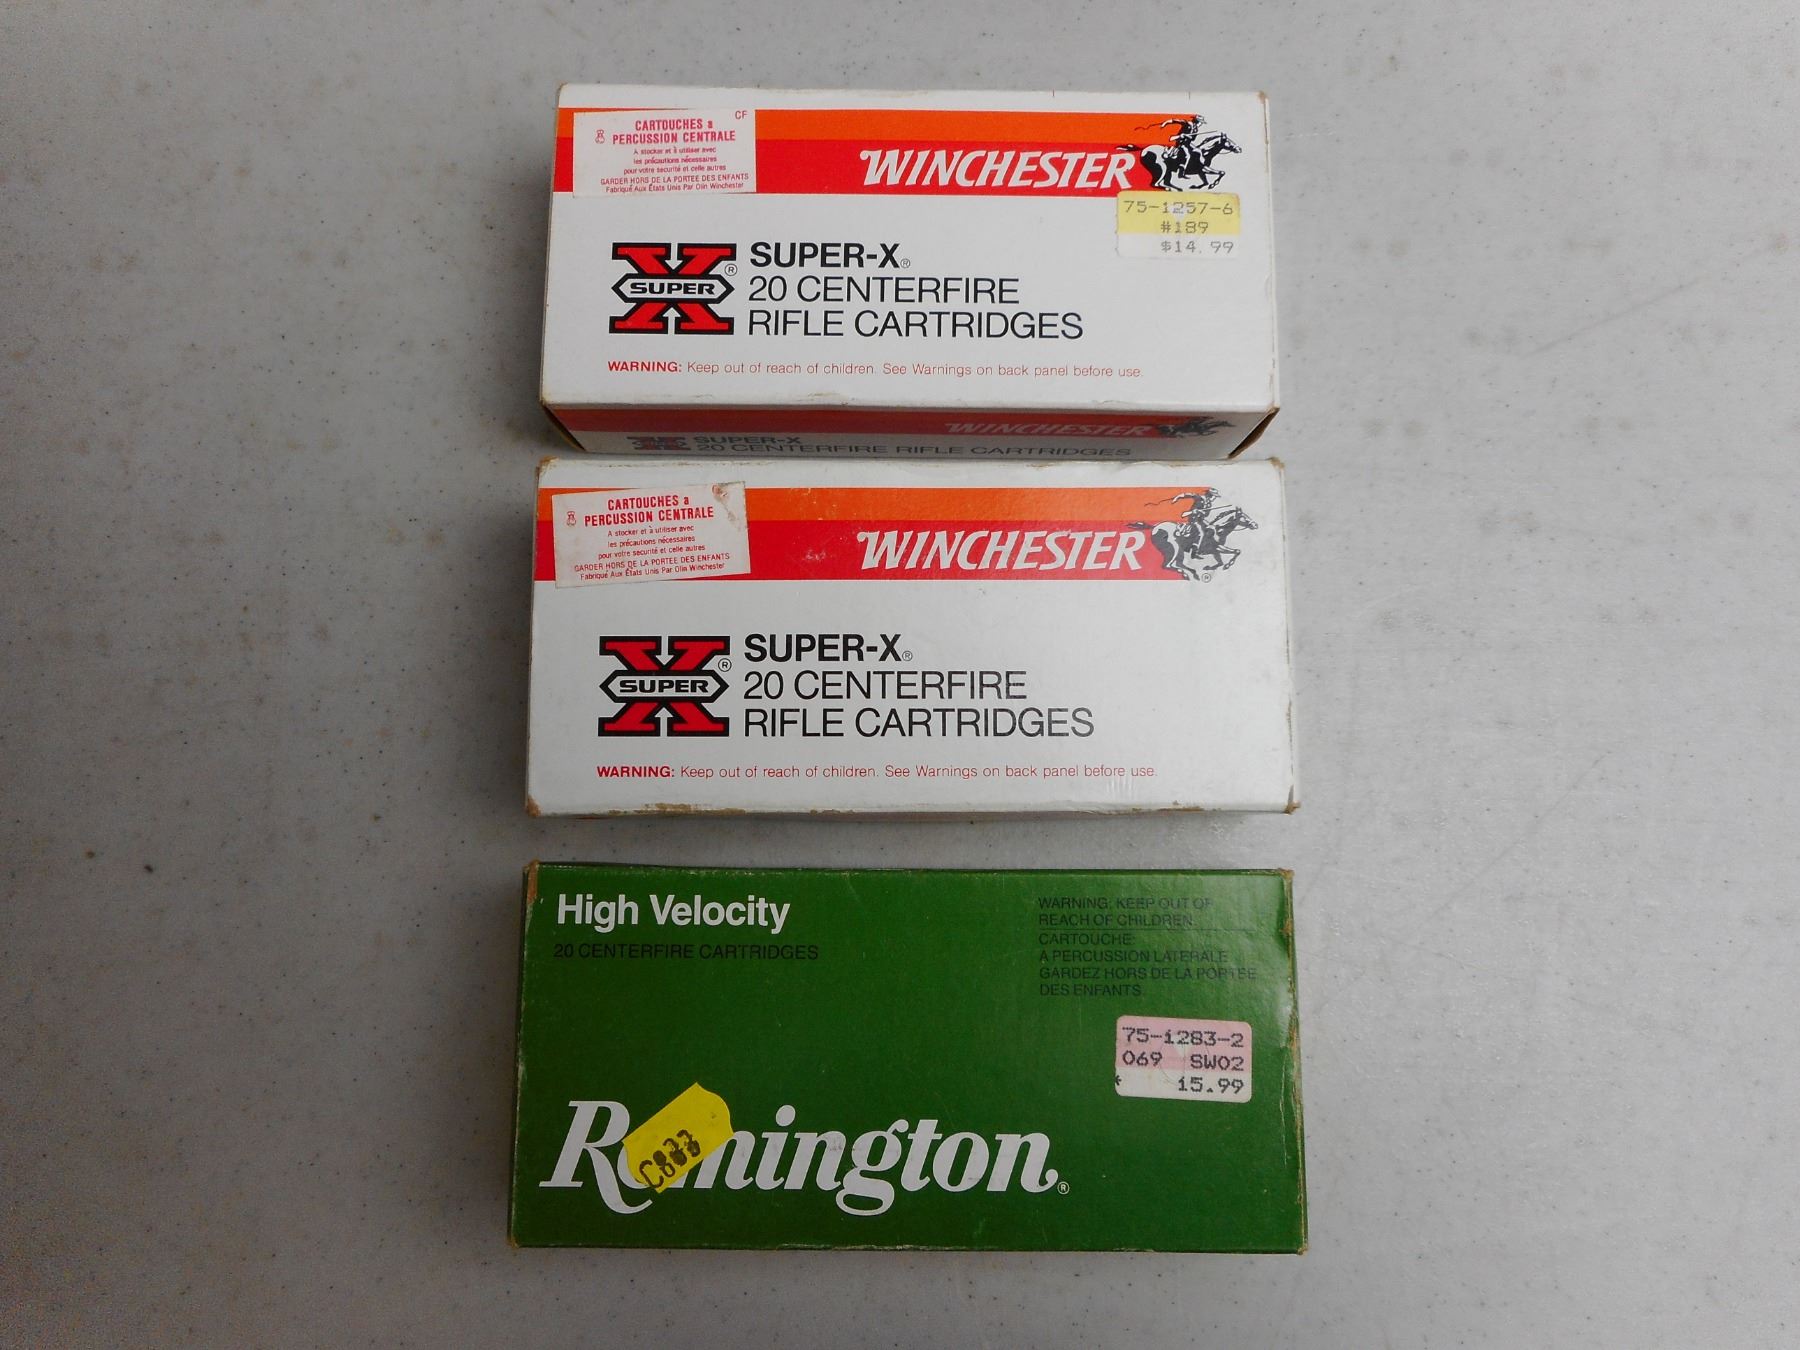 CF
CARTOUCHES a
PERCUSSION CENTRALE
A stocker et à utiliser avec
les précautions nécessaires
pour votre securité et celle autres
GARDER HORS DE LA PORTEE DES ENFANTS
Fabriqué Aux États Unis Par Olin Winchester
WINCHESTER
75-1257-6
#189
$14.99
X SUPER ®
SUPER-X®
20 CENTERFIRE
RIFLE CARTRIDGES
WARNING: Keep out of reach of children. See Warnings on back panel before use.
WINCHESTER
SUPER-X
20 CENTERFIRE RIFLE CARTRIDGES
CARTOUCHES a
PERCUSSION CENTRALE
A stocker et à utiliser avec
les précautions nécessaires
pour votre securité et celle autres
GARDER HORS DE LA PORTEE DES ENFANTS
Fabriqué Aux États Unis Par Olin Winchester
WINCHESTER
®
X SUPER ®
SUPER-X®
20 CENTERFIRE
RIFLE CARTRIDGES
WARNING: Keep out of reach of children. See Warnings on back panel before use.
High Velocity
20 CENTERFIRE CARTRIDGES
WARNING: KEEP OUT OF
REACH OF CHILDREN.
CARTOUCHE:
A PERCUSSION LATERALE
GARDEZ HORS DE LA PORTEE
DES ENFANTS.
75-1283-2
069 SW02
* 15.99
Remington®